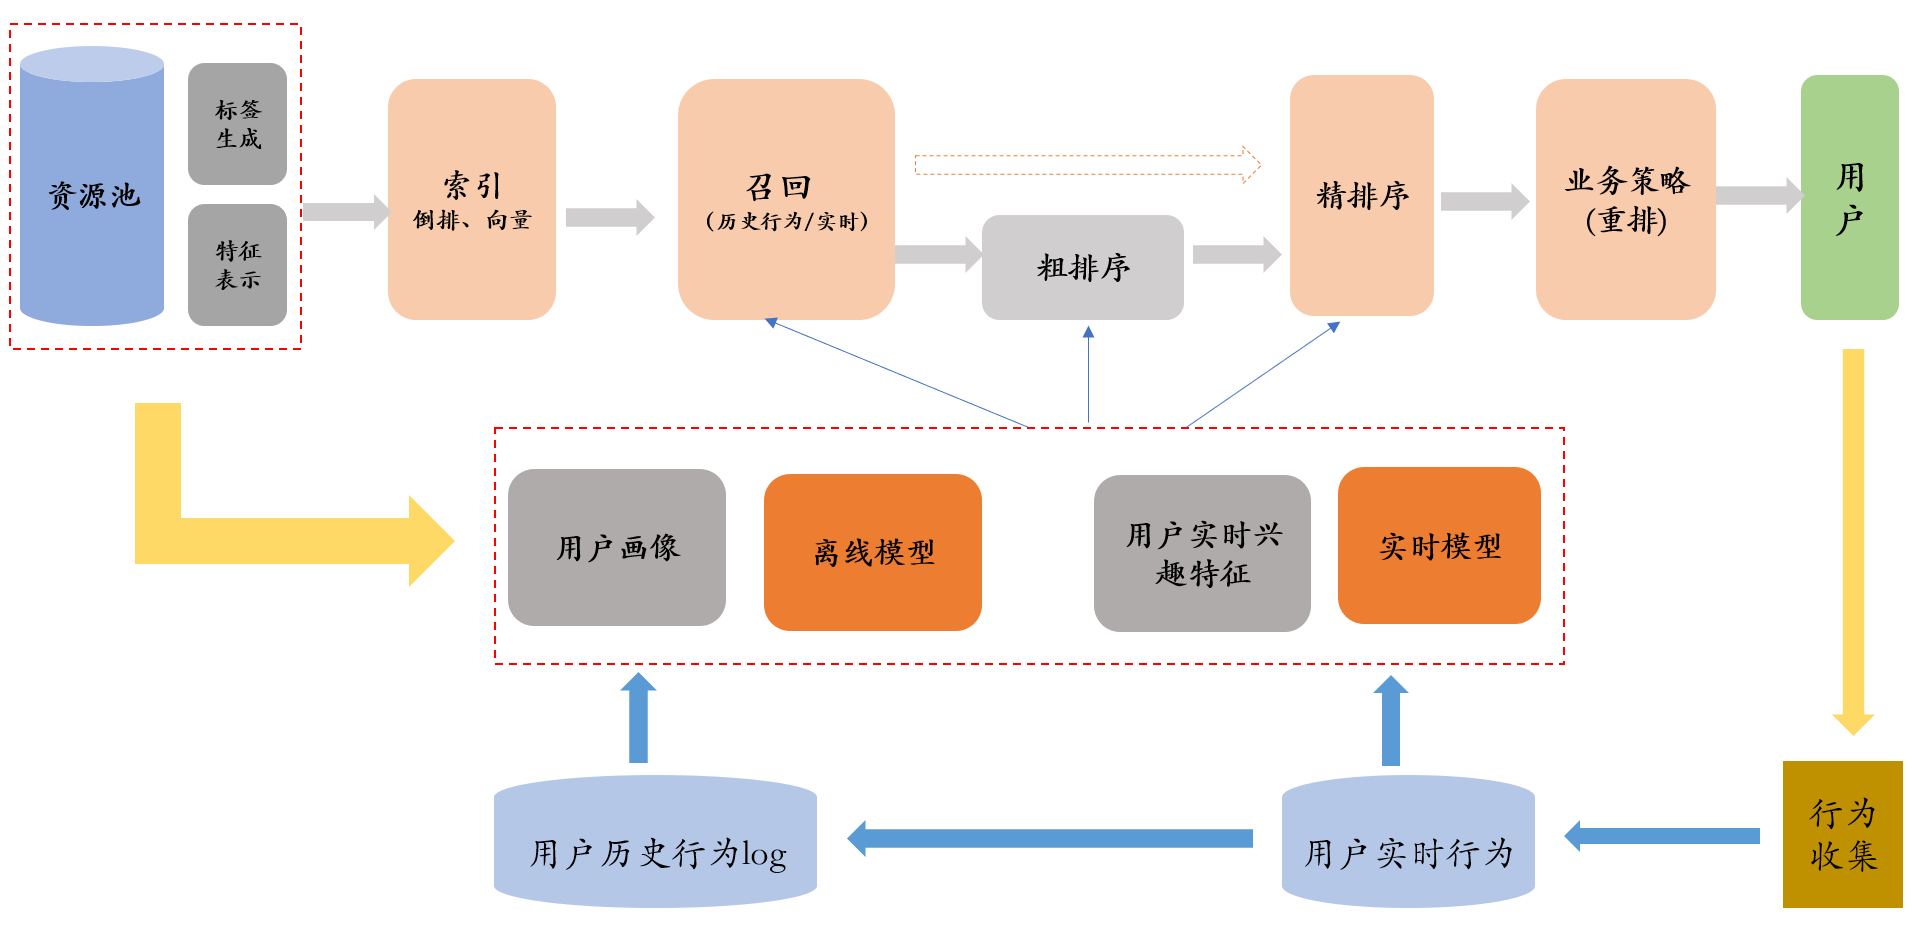 资源池
标签
生成
特征
表示
索引
倒排、向量
召回
(历史行为/实时)
粗排序
精排序
业务策略
(重排)
用
户
用户画像
离线模型
用户实时兴
趣特征
实时模型
用户历史行为log
用户实时行为
行为
收集